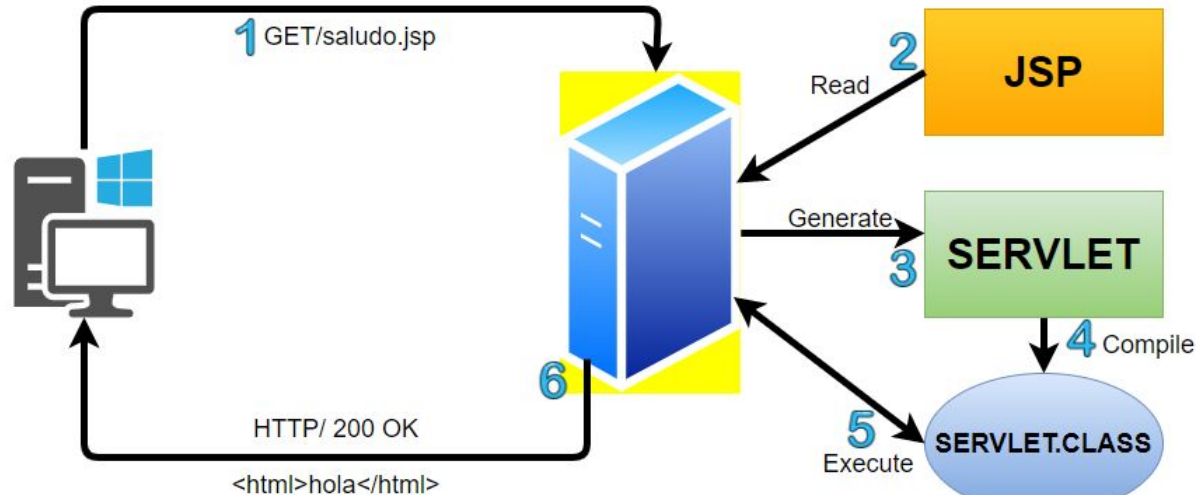 1 GET/saludo.jsp
2
JSP
Read
Generate
3
SERVLET
4 Compile
5
Execute
SERVLET.CLASS
6
HTTP/ 200 OK
<html>hola</html>